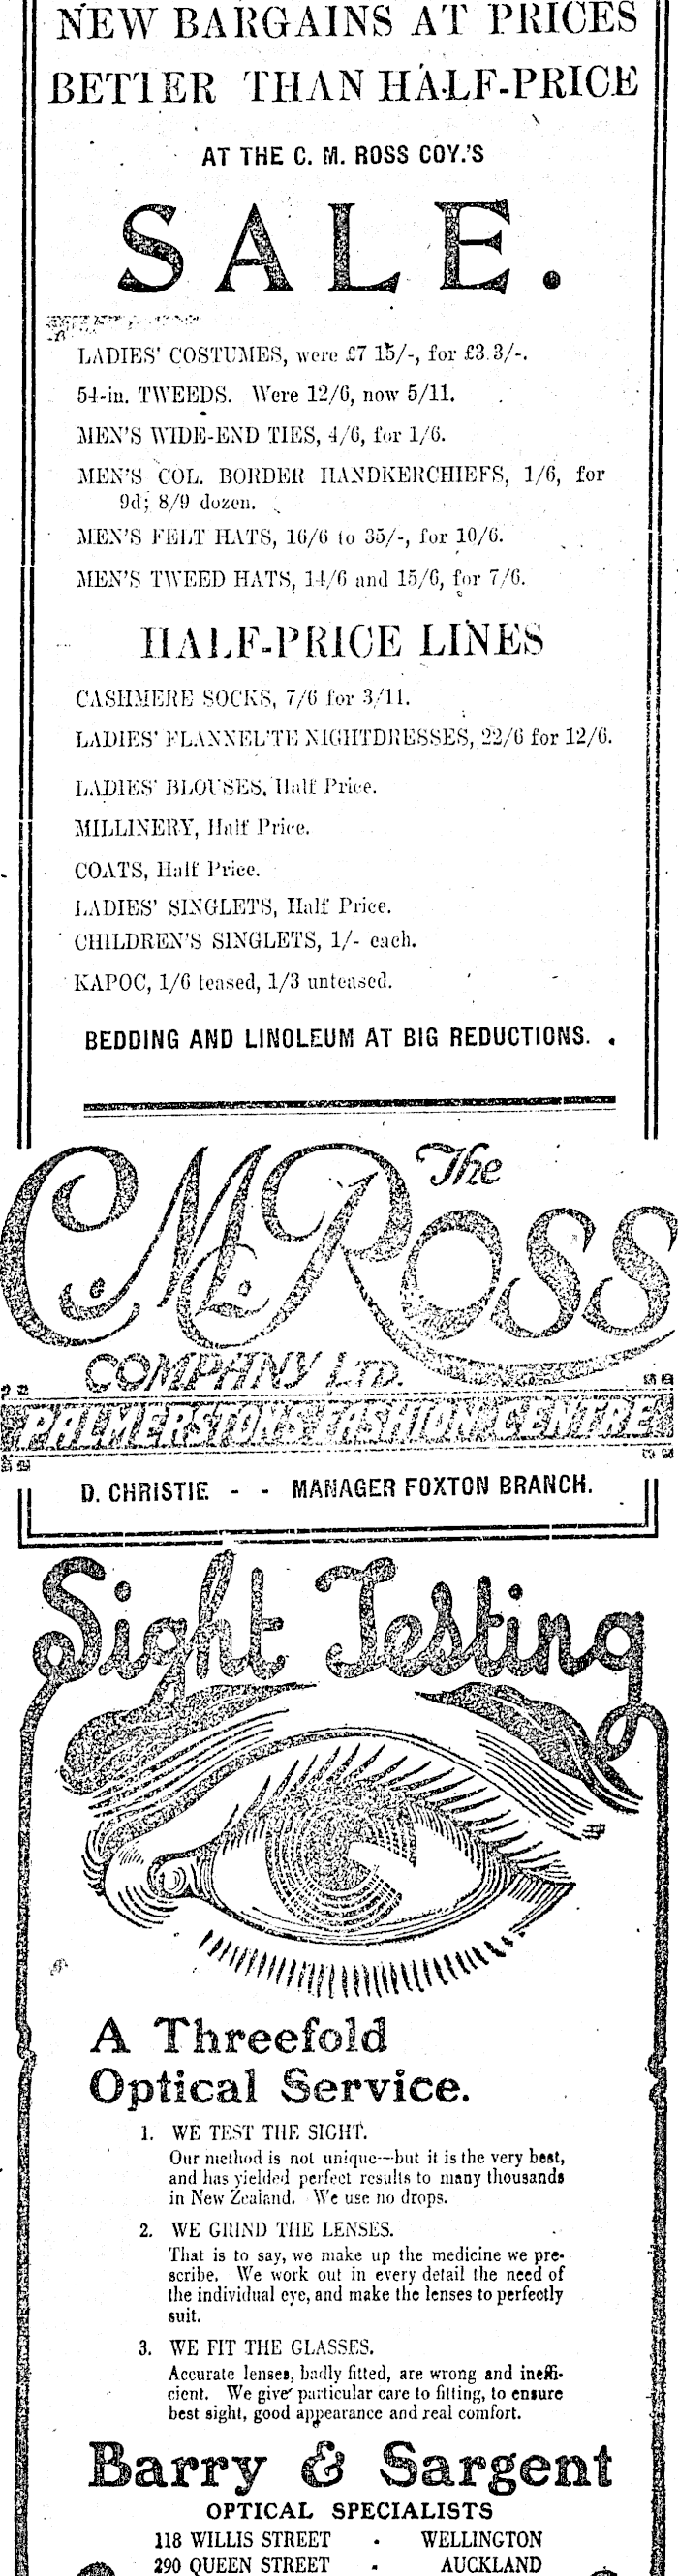 NEW BARGAINS AT PRICES
BETTER THAN HALF-PRICE
AT THE C. M. ROSS COY.'S
SALE.
LADIES' COSTUMES, were £7 15/-, for £3.3/-.
54-in. TWEEDS. Were 12/6, now 5/11.
MEN'S WIDE-END TIES, 4/6, for 1/6.
MEN'S COL. BORDER HANDKERCHIEFS, 1/6, for
9d; 8/9 dozen.
MEN'S FELT HATS, 16/6 to 35/-, for 10/6.
MEN'S TWEED HATS, 14/6 and 15/6, for 7/6.
HALF-PRICE LINES
CASHMERE SOCKS, 7/6 for 3/11.
LADIES' FLANNEL'TE NIGHTDRESSES, 22/6 for 12/6.
LADIES' BLOUSES, Half Price.
MILLINERY, Half Price.
COATS, Half Price.
LADIES' SINGLETS, Half Price.
CHILDREN'S SINGLETS, 1/- each.
KAPOC, 1/6 teased, 1/3 unteased.
BEDDING AND LINOLEUM AT BIG REDUCTIONS.
The
C. M. Ross
COMPANY LTD.
PALMERSTON'S FASHION CENTRE
D. CHRISTIE - - MANAGER FOXTON BRANCH.
Sight Testing
A Threefold
Optical Service.
1. WE TEST THE SIGHT.
Our method is not unique--but it is the very best,
and has yielded perfect results to many thousands
in New Zealand. We use no drops.
2. WE GRIND THE LENSES.
That is to say, we make up the medicine we pre-
scribe. We work out in every detail the need of
the individual eye, and make the lenses to perfectly
suit.
3. WE FIT THE GLASSES.
Accurate lenses, badly fitted, are wrong and ineffi-
cient. We give particular care to fitting, to ensure
best sight, good appearance and real comfort.
Barry & Sargent
OPTICAL SPECIALISTS
118 WILLIS STREET - WELLINGTON
290 QUEEN STREET - AUCKLAND